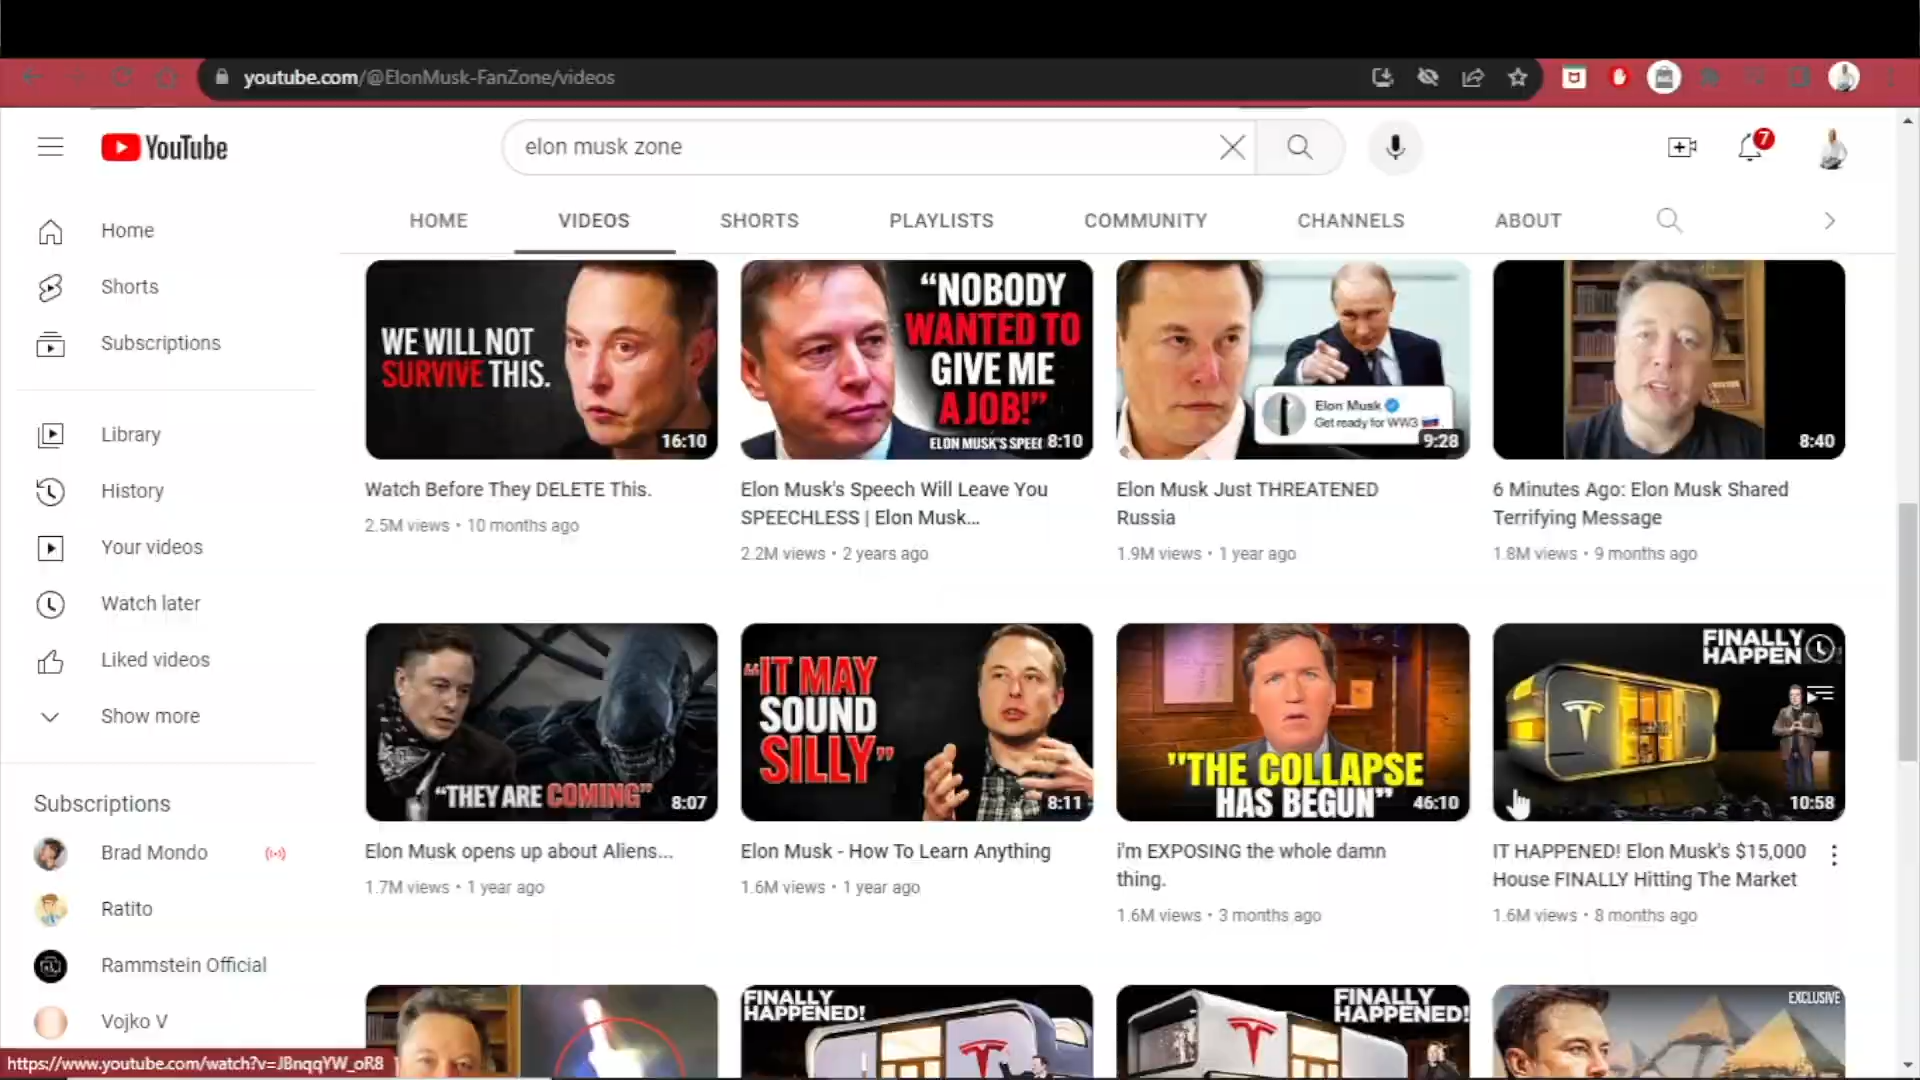 youtube.com/@ElonMusk-FanZone/videos
YouTube
elon musk zone
7
HOME
VIDEOS
SHORTS
PLAYLISTS
COMMUNITY
CHANNELS
ABOUT
Home
Shorts
Subscriptions
Library
History
Your videos
Watch later
Liked videos
Show more
Subscriptions
Brad Mondo
Ratito
Rammstein Official
Vojko V
WE WILL NOT
SURVIVE THIS.
16:10
Watch Before They DELETE This.
2.5M views • 10 months ago
“NOBODY
WANTED TO
GIVE ME
A JOB!”
ELON MUSK'S SPEE
8:10
Elon Musk's Speech Will Leave You
SPEECHLESS | Elon Musk...
2.2M views • 2 years ago
Elon Musk
Get ready for WW3
9:28
Elon Musk Just THREATENED
Russia
1.9M views • 1 year ago
8:40
6 Minutes Ago: Elon Musk Shared
Terrifying Message
1.8M views • 9 months ago
“THEY ARE COMING”
8:07
Elon Musk opens up about Aliens...
1.7M views • 1 year ago
“IT MAY
SOUND
SILLY”
8:11
Elon Musk - How To Learn Anything
1.6M views • 1 year ago
"THE COLLAPSE
HAS BEGUN”
46:10
i'm EXPOSING the whole damn
thing.
1.6M views • 3 months ago
FINALLY
HAPPEN
10:58
IT HAPPENED! Elon Musk's $15,000
House FINALLY Hitting The Market
1.6M views • 8 months ago
FINALLY
HAPPENED!
FINALLY
HAPPENED!
EXCLUSIVE
https://www.youtube.com/watch?v=JBnqqYW_oR8